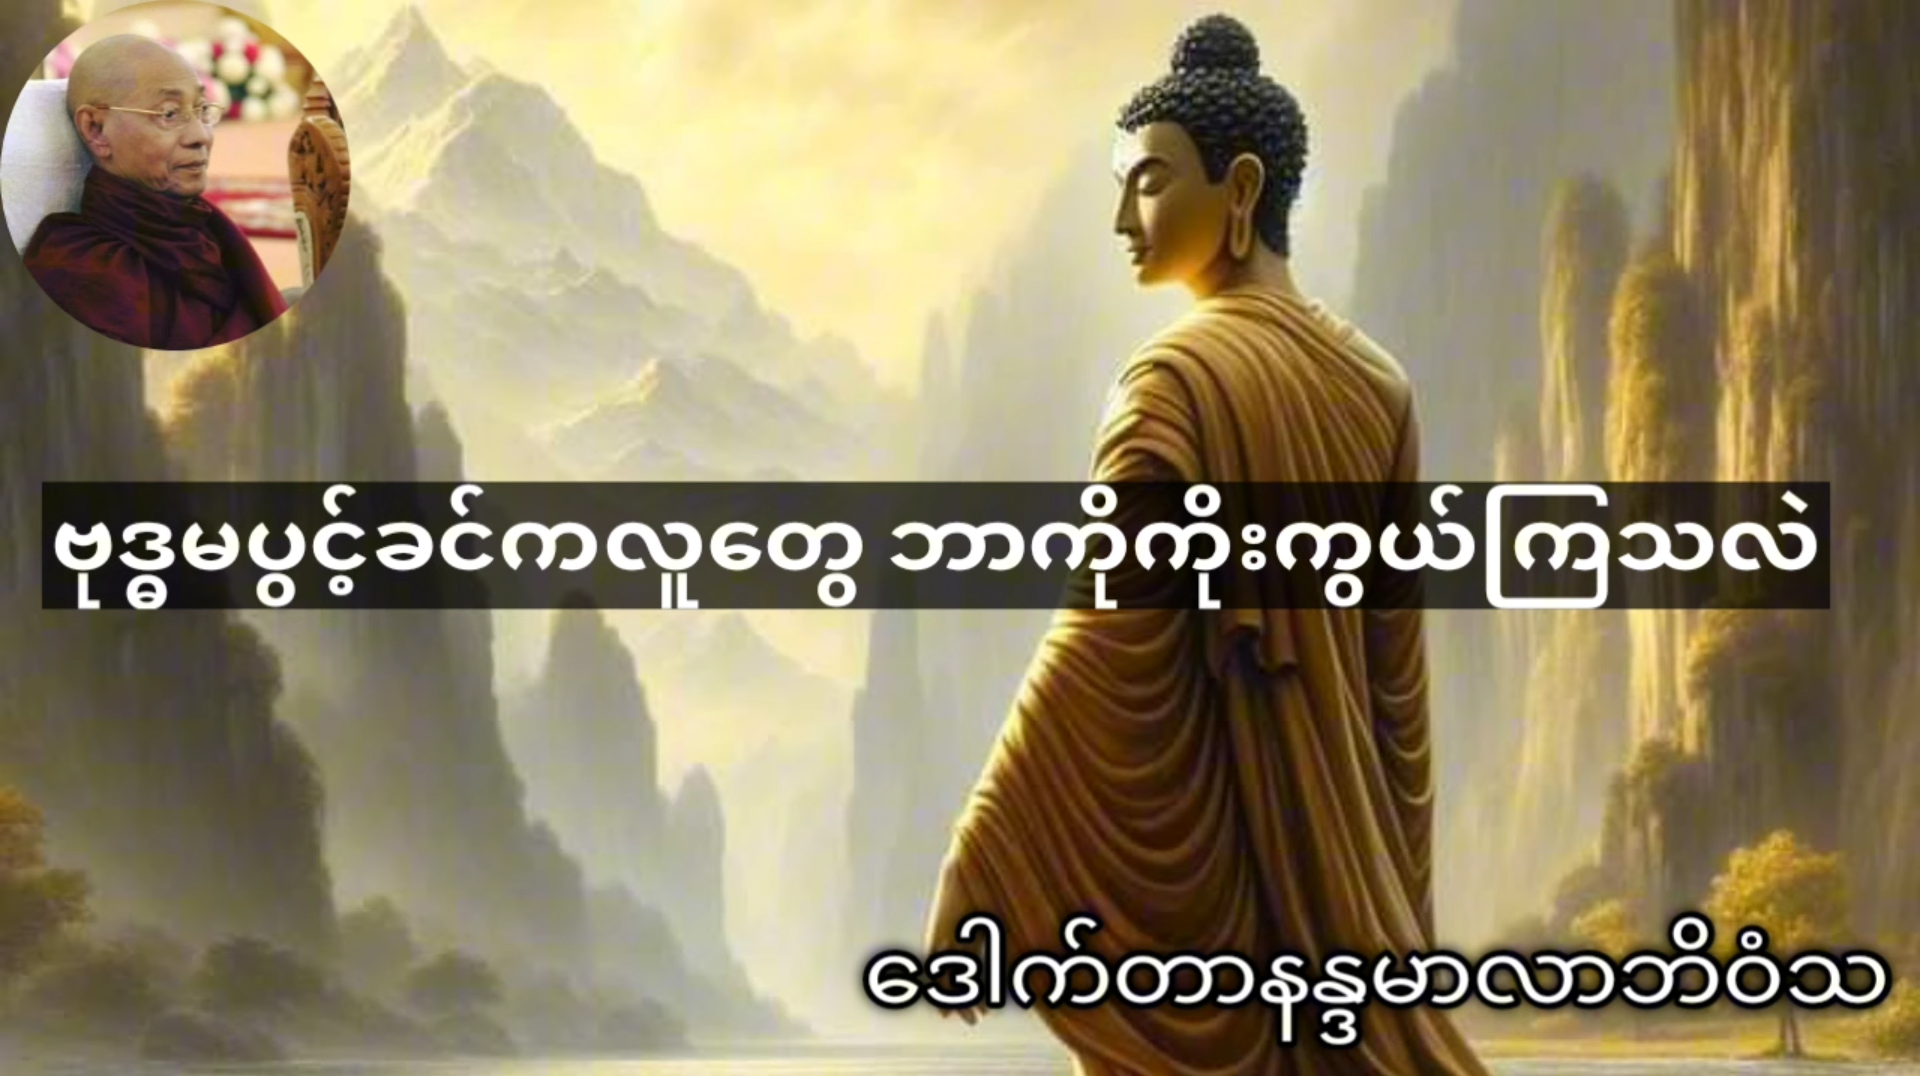 ဗုဒ္ဓမပွင့်ခင်ကလူတွေ ဘာကိုကိုးကွယ်ကြသလဲ
ဒေါက်တာနန္ဒမာလာဘိဝံသ